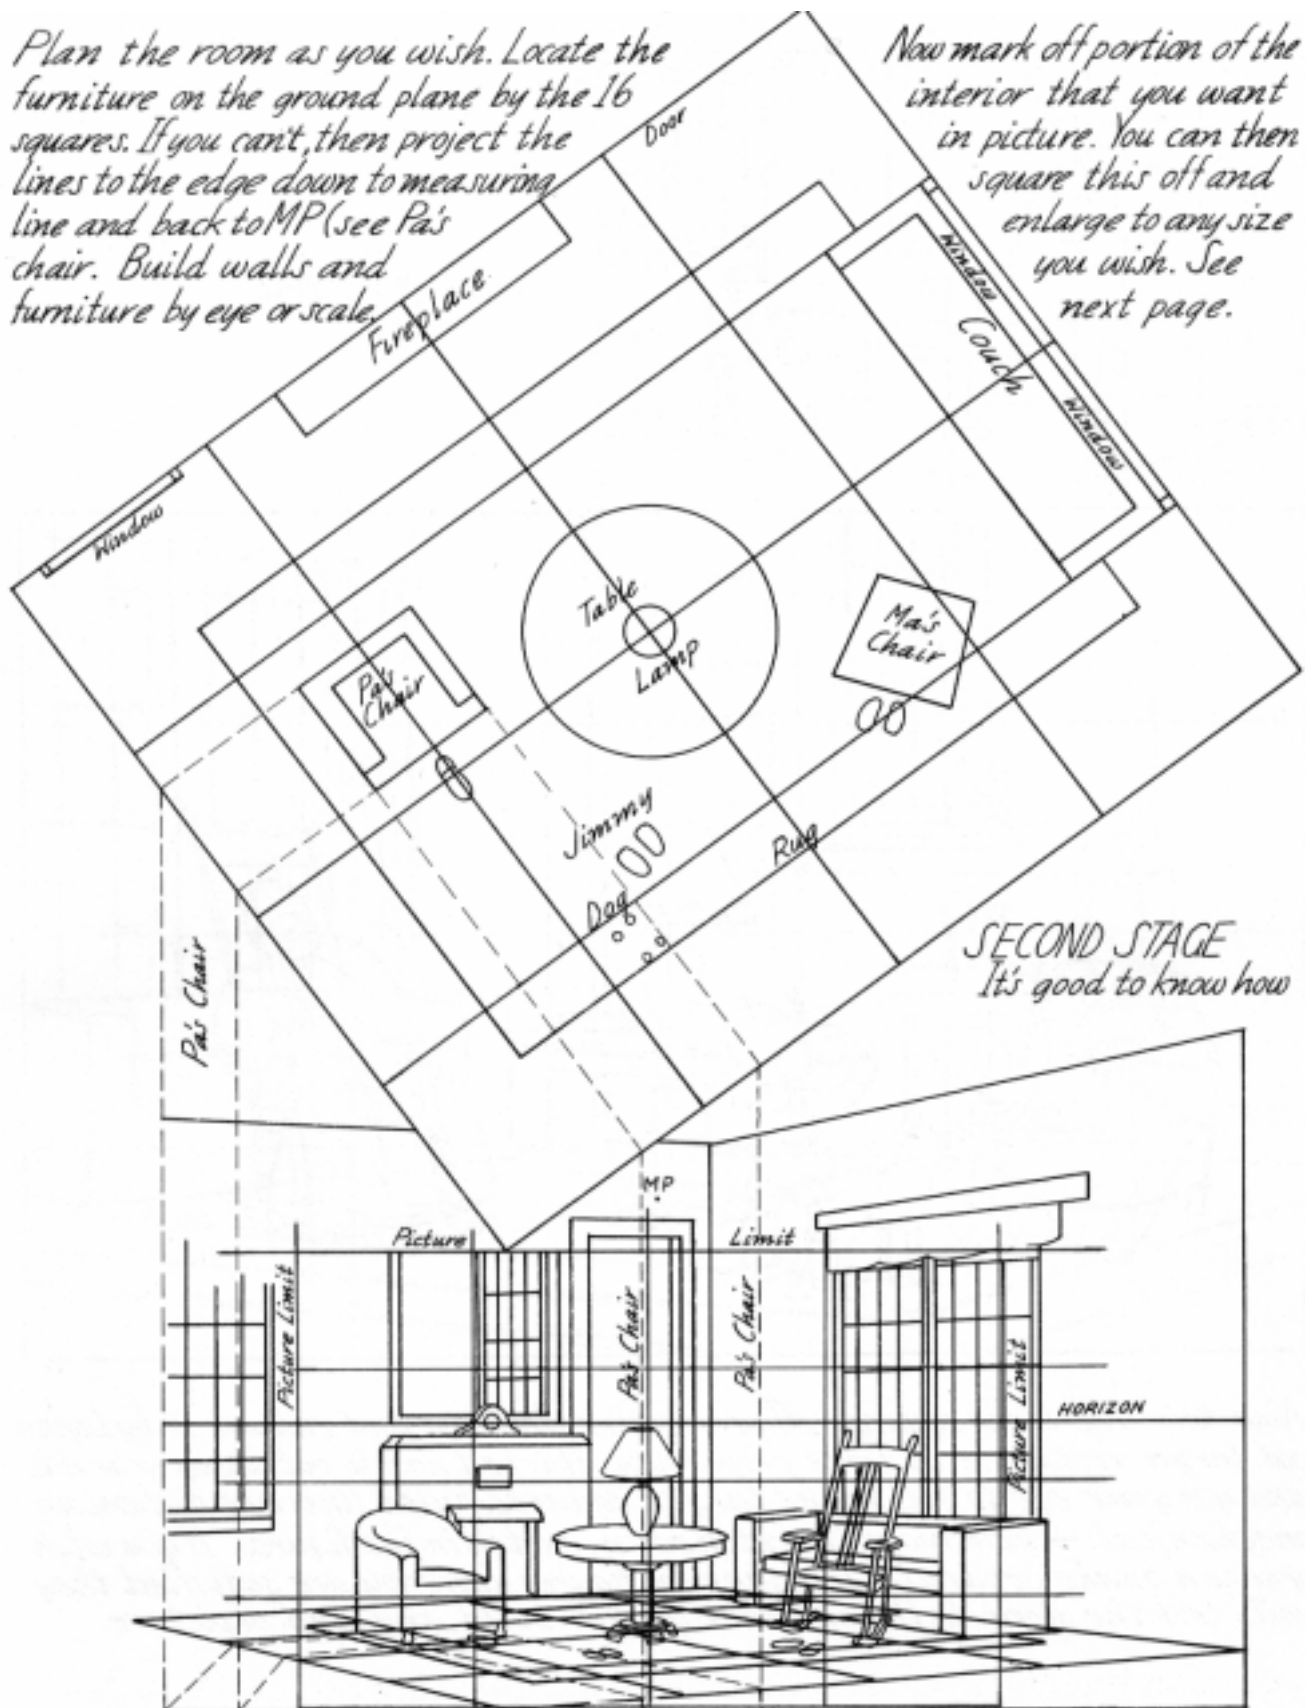 Plan the room as you wish. Locate the
furniture on the ground plane by the 16
squares. If you can't, then project the
lines to the edge down to measuring
line and back to MP (see Pa's
chair. Build walls and
furniture by eye or scale.
Now mark off portion of the
interior that you want
in picture. You can then
square this off and
enlarge to any size
you wish. See
next page.
Door
Fireplace
Window
Window
Couch
Window
Table
Lamp
Ma's
Chair
Pa's
Chair
Jimmy
Dog
Rug
SECOND STAGE
It's good to know how
Pa's Chair
MP
Picture
Limit
Picture Limit
Pa's Chair
Pa's Chair
Picture Limit
HORIZON